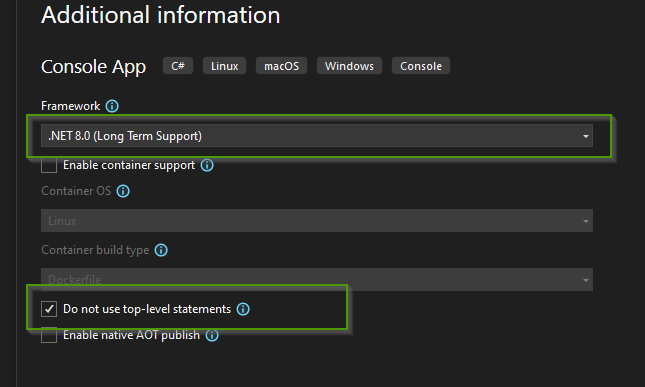 Additional information
Console App C# Linux macOS Windows Console
Framework
.NET 8.0 (Long Term Support)
Enable container support
Container OS
Linux
Container build type
Dockerfile
Do not use top-level statements
Enable native AOT publish